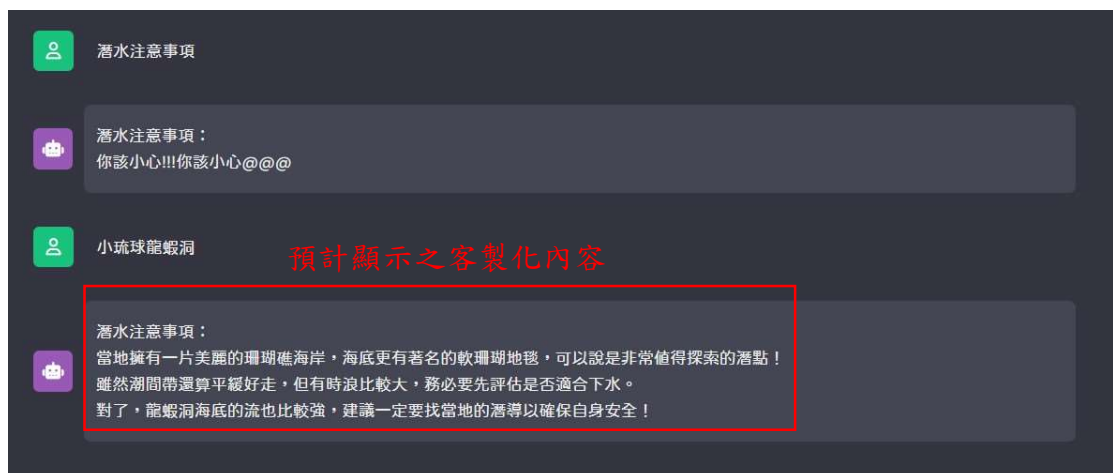 潛水注意事項
潛水注意事項：
你該小心!!!你該小心@@@
小琉球龍蝦洞
預計顯示之客製化內容
潛水注意事項：
當地擁有一片美麗的珊瑚礁海岸，海底更有著名的軟珊瑚地毯，可以說是非常值得探索的潛點！
雖然潮間帶還算平緩好走，但有時浪比較大，務必要先評估是否適合下水。
對了，龍蝦洞海底的流也比較強，建議一定要找當地的潛導以確保自身安全！